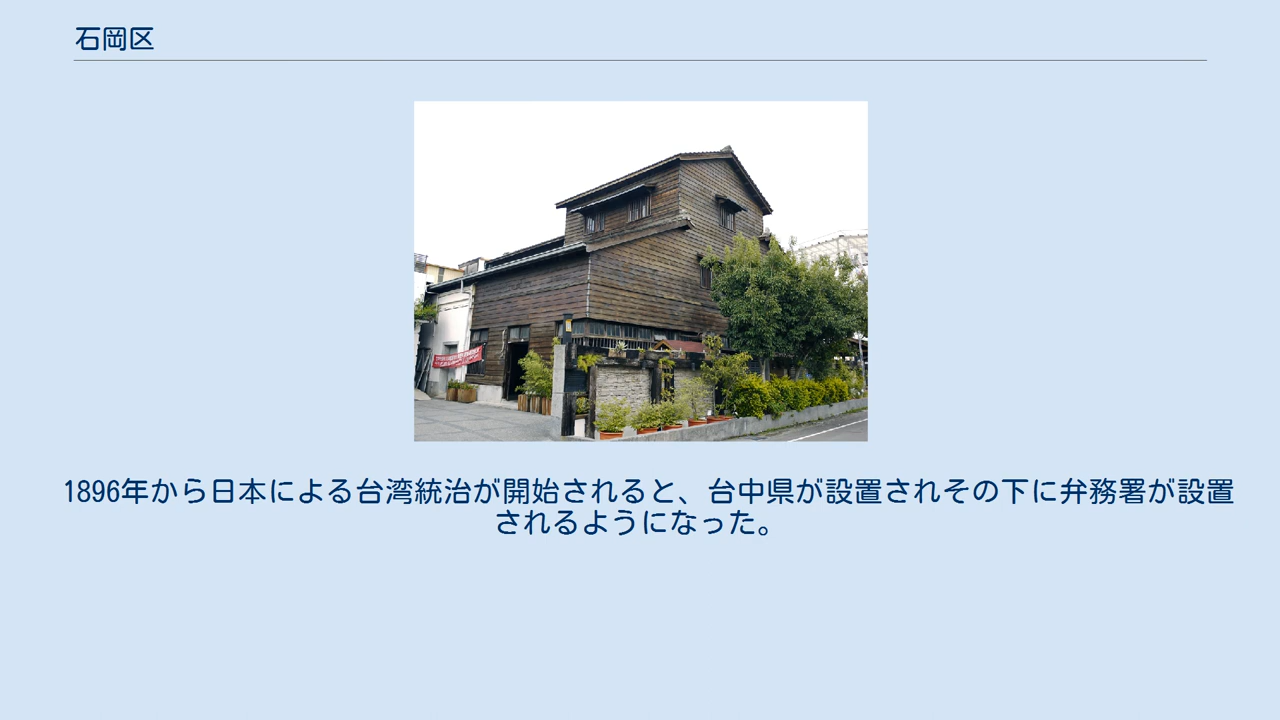 石岡区
1896年から日本による台湾統治が開始されると、台中県が設置されその下に弁務署が設置
されるようになった。